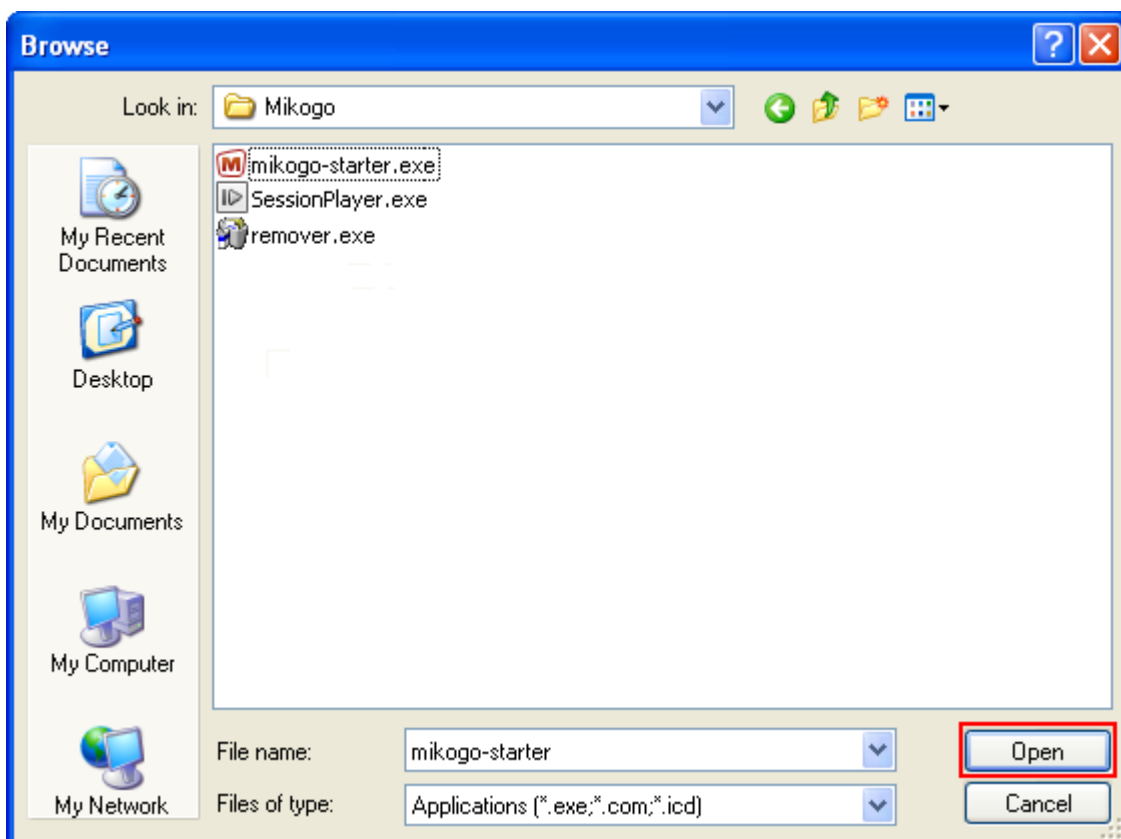 Browse
Look in: Mikogo
mikogo-starter.exe
SessionPlayer.exe
remover.exe
My Recent
Documents
Desktop
My Documents
My Computer
My Network
File name: mikogo-starter Open
Files of type: Applications (*.exe;*.com;*.icd) Cancel